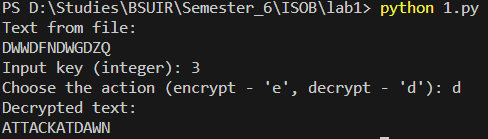 PS D:\Studies\BSUIR\Semester_6\ISOB\lab1> python 1.py
Text from file:
DWWDFNDWGDZQ
Input key (integer): 3
Choose the action (encrypt - 'e', decrypt - 'd'): d
Decrypted text:
ATTACKATDAWN